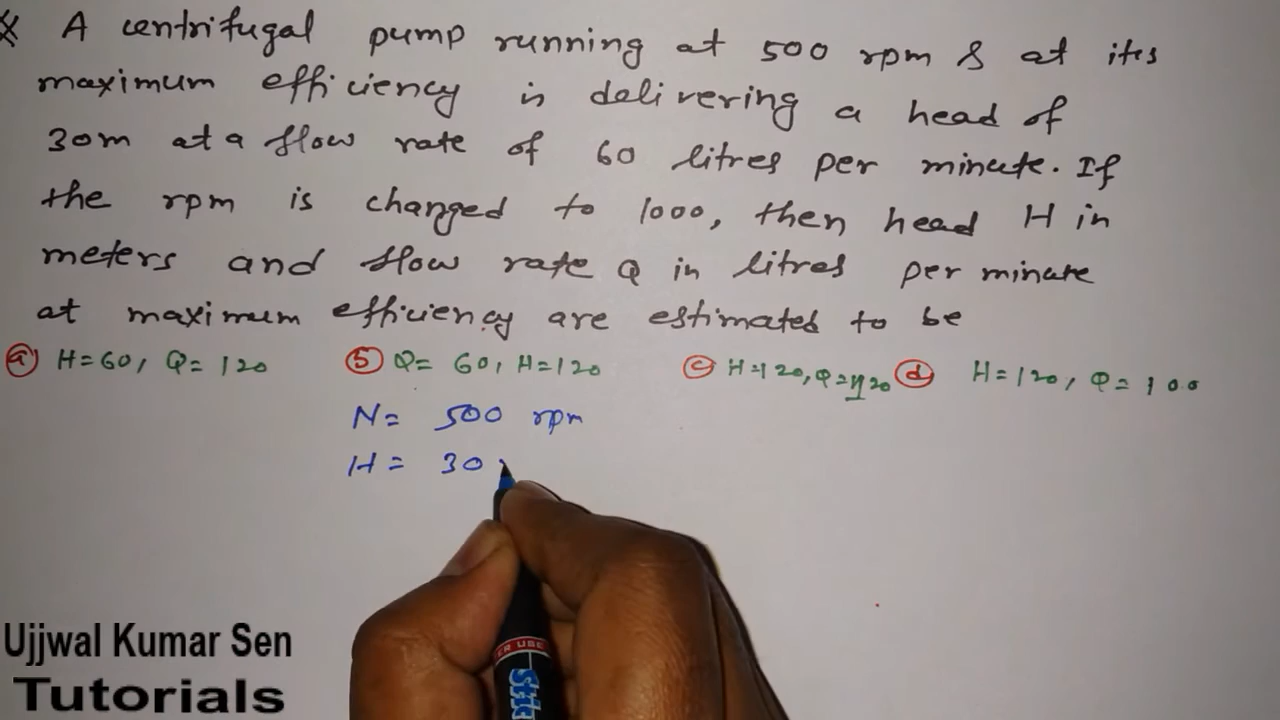 A centrifugal pump running at 500 rpm & at its
maximum efficiency is delivering a head of
30m at a flow rate of 60 litres per minute. If
the rpm is changed to 1000, then head H in
meters and flow rate Q in litres per minute
at maximum efficiency are estimated to be
(a) H=60, Q=120 (b) Q=60, H=120 (c) H=120, Q=120 (d) H=120, Q=100
N= 500 rpm
H= 30
Ujjwal Kumar Sen
Tutorials